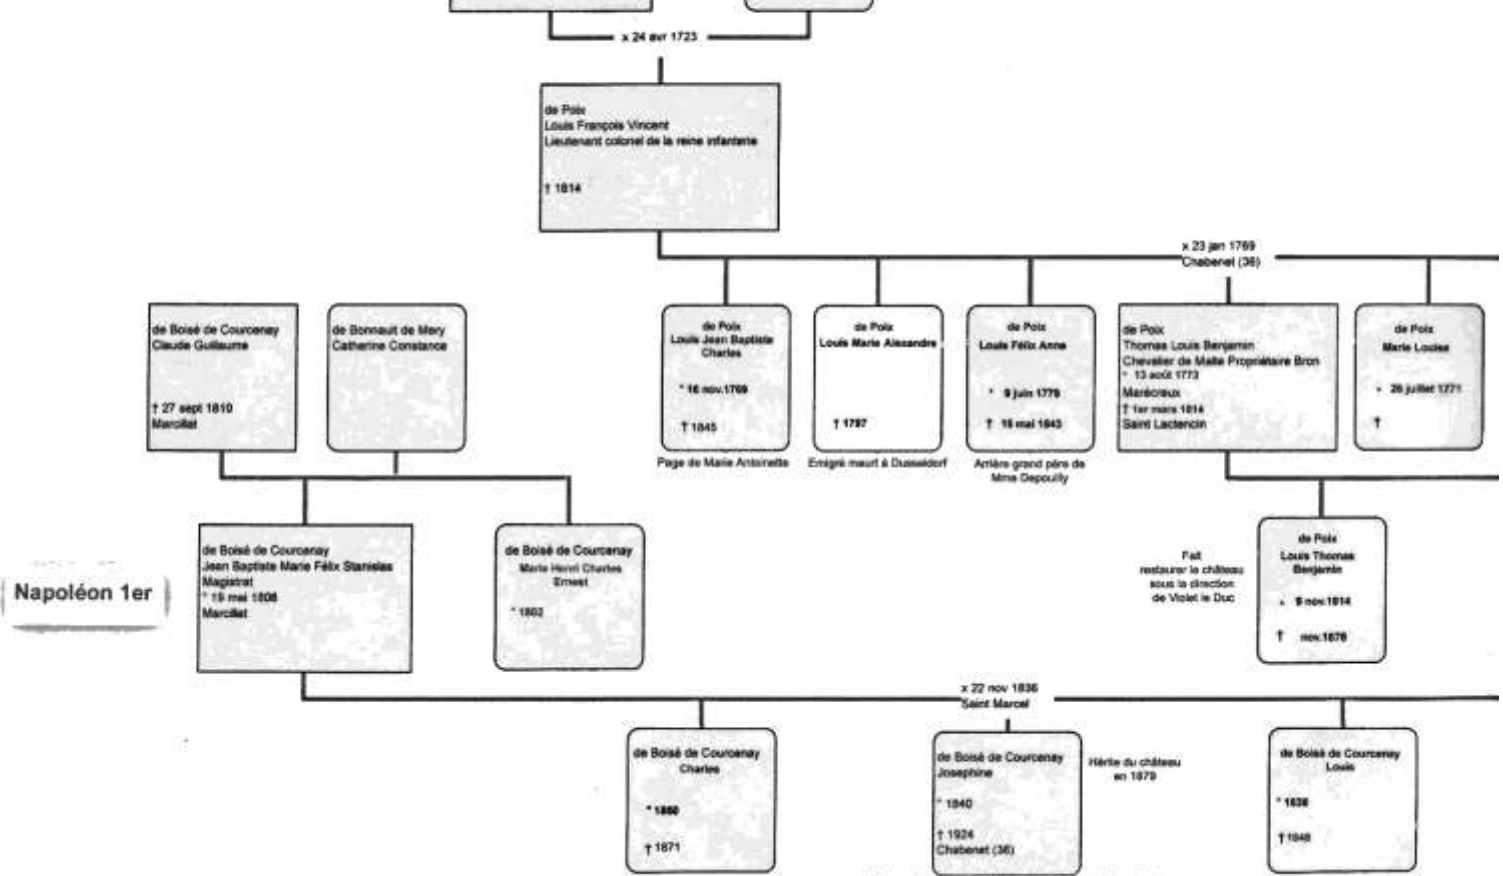 x 24 avr 1723
de Poix
Louis François Vincent
Lieutenant colonel de la reine infanterie
† 1814
x 23 jan 1769
Chabenet (36)
de Boisé de Courcenay
Claude Guillaume
† 27 sept 1810
Marcillat
de Bonnault de Mery
Catherine Constance
de Poix
Louis Jean Baptiste
Charles
° 16 nov.1769
† 1845
Page de Marie Antoinette
de Poix
Louis Marie Alexandre
† 1797
Emigré meurt à Dusseldorf
de Poix
Louis Félix Anne
° 9 juin 1779
† 15 mai 1843
Arrière grand père de
Mme Depouilly
de Poix
Thomas Louis Benjamin
Chevalier de Malte Propriétaire Bron
° 13 août 1773
Marécreux
† 1er mars 1814
Saint Lactencin
de Poix
Marie Louise
° 26 juillet 1771
†
Napoléon 1er
de Boisé de Courcenay
Jean Baptiste Marie Félix Stanislas
Magistrat
° 19 mai 1806
Marcillat
de Boisé de Courcenay
Marie Henri Charles
Ernest
° 1802
Fait
restaurer le château
sous la direction
de Violet le Duc
de Poix
Louis Thomas
Benjamin
° 9 nov.1814
† nov.1878
x 22 nov 1836
Saint Marcel
de Boisé de Courcenay
Charles
† 1871
de Boisé de Courcenay
Josephine
° 1840
† 1924
Chabenet (36)
Hérite du château
en 1879
de Boisé de Courcenay
Louis
° 1838
† 1848